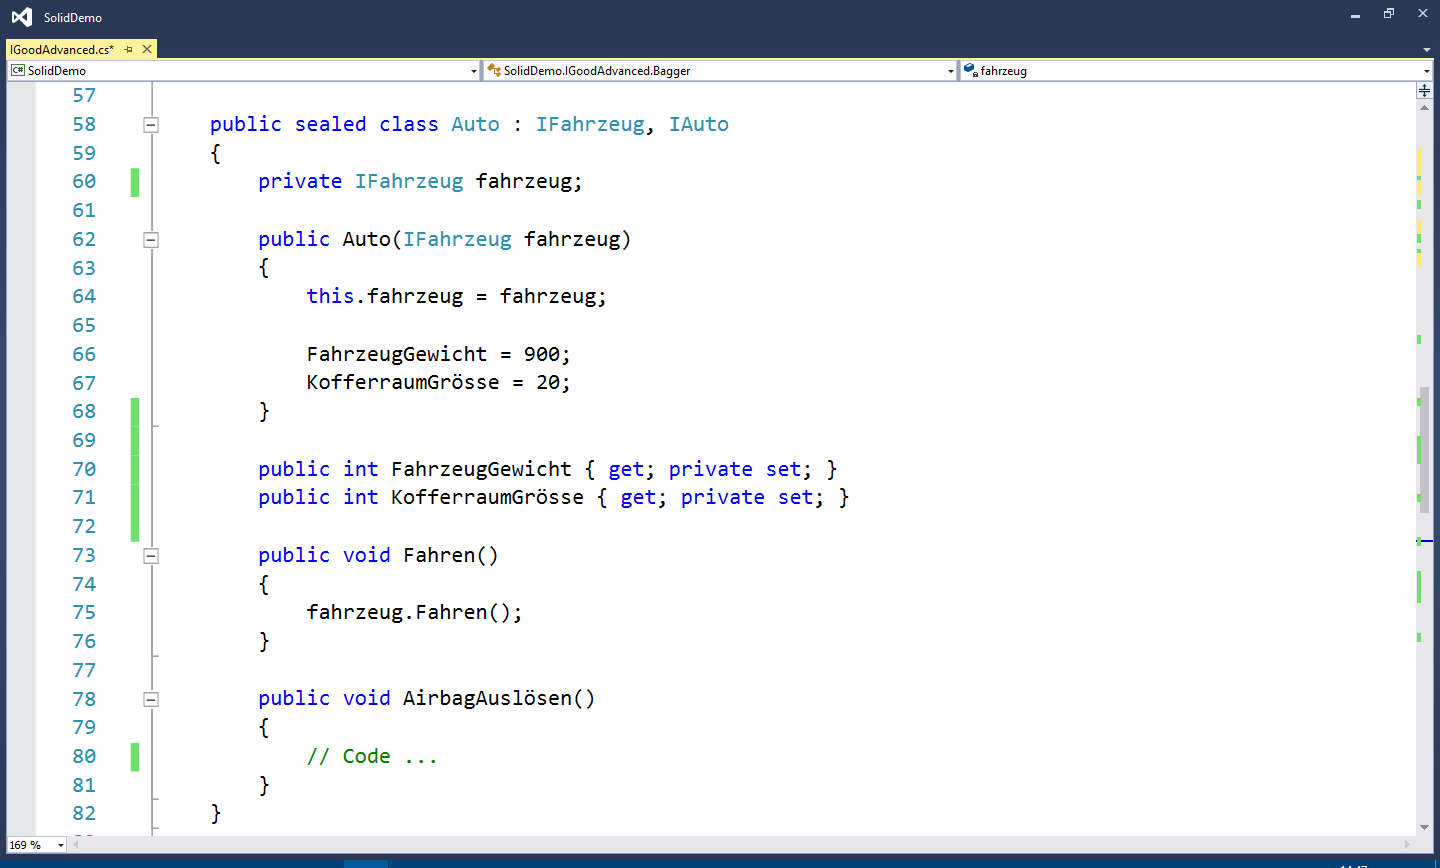 SolidDemo
IGoodAdvanced.cs*
C# SolidDemo SolidDemo.IGoodAdvanced.Bagger fahrzeug
57
58 public sealed class Auto : IFahrzeug, IAuto
59 {
60 private IFahrzeug fahrzeug;
61
62 public Auto(IFahrzeug fahrzeug)
63 {
64 this.fahrzeug = fahrzeug;
65
66 FahrzeugGewicht = 900;
67 KofferraumGrösse = 20;
68 }
69
70 public int FahrzeugGewicht { get; private set; }
71 public int KofferraumGrösse { get; private set; }
72
73 public void Fahren()
74 {
75 fahrzeug.Fahren();
76 }
77
78 public void AirbagAuslösen()
79 {
80 // Code ...
81 }
82 }
169 %